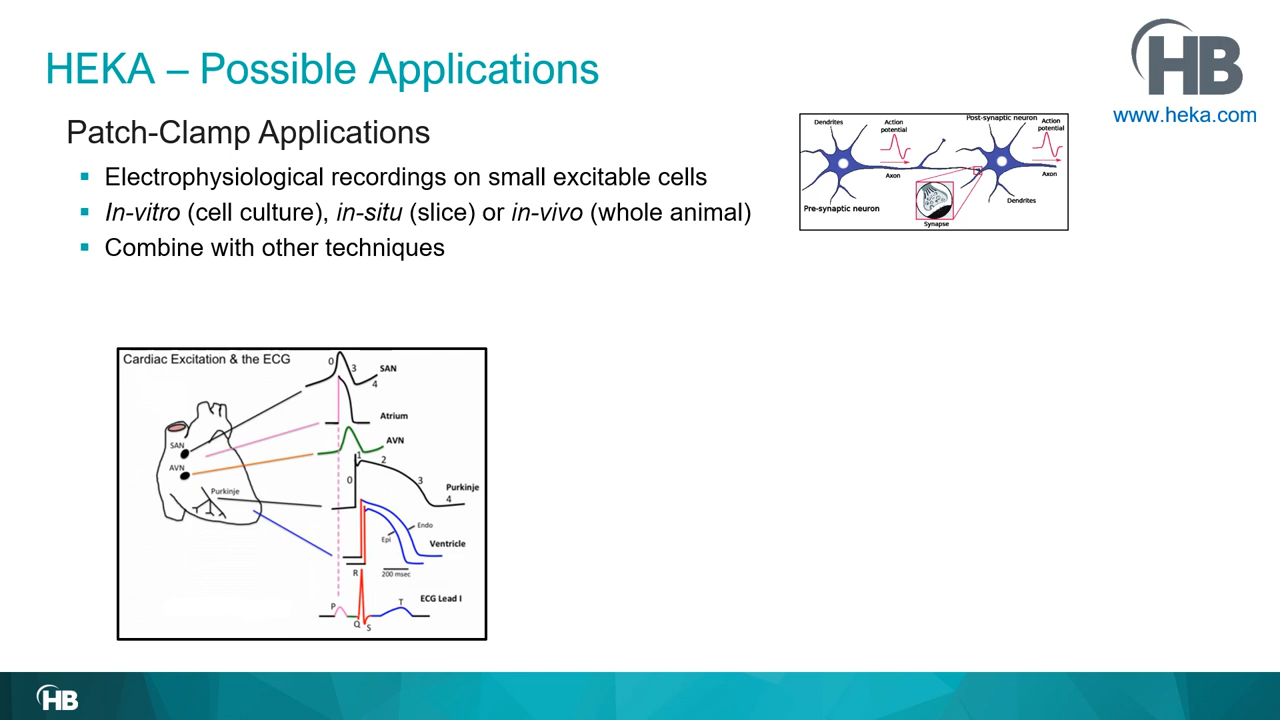 HEKA – Possible Applications
HB
www.heka.com
Patch-Clamp Applications
Electrophysiological recordings on small excitable cells
In-vitro (cell culture), in-situ (slice) or in-vivo (whole animal)
Combine with other techniques
Dendrites
Action
potential
Post-synaptic neuron
Action
potential
Axon
Axon
Pre-synaptic neuron
Dendrites
Synapse
Cardiac Excitation & the ECG
0
3
SAN
4
Atrium
SAN
AVN
AVN
1
2
0
3
Purkinje
Purkinje
4
Endo
Epi
Ventricle
R
200 msec
ECG Lead I
P
T
Q
S
HB